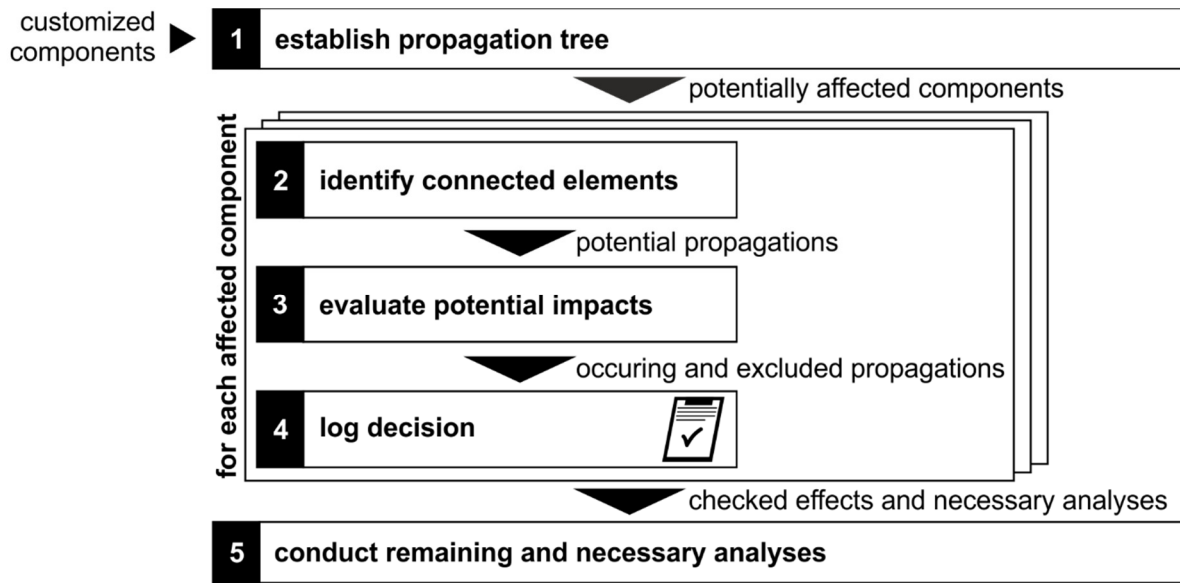 customized
components
1 establish propagation tree
potentially affected components
for each affected component
2 identify connected elements
potential propagations
3 evaluate potential impacts
occuring and excluded propagations
4 log decision
checked effects and necessary analyses
5 conduct remaining and necessary analyses